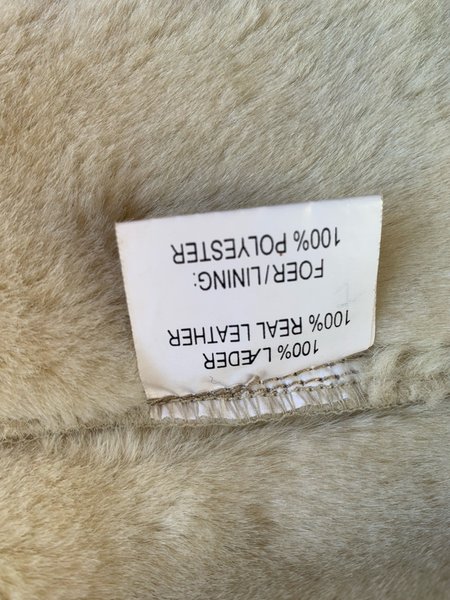 100% LÆDER
100% REAL LEATHER
FOER/LINING:
100% POLYESTER